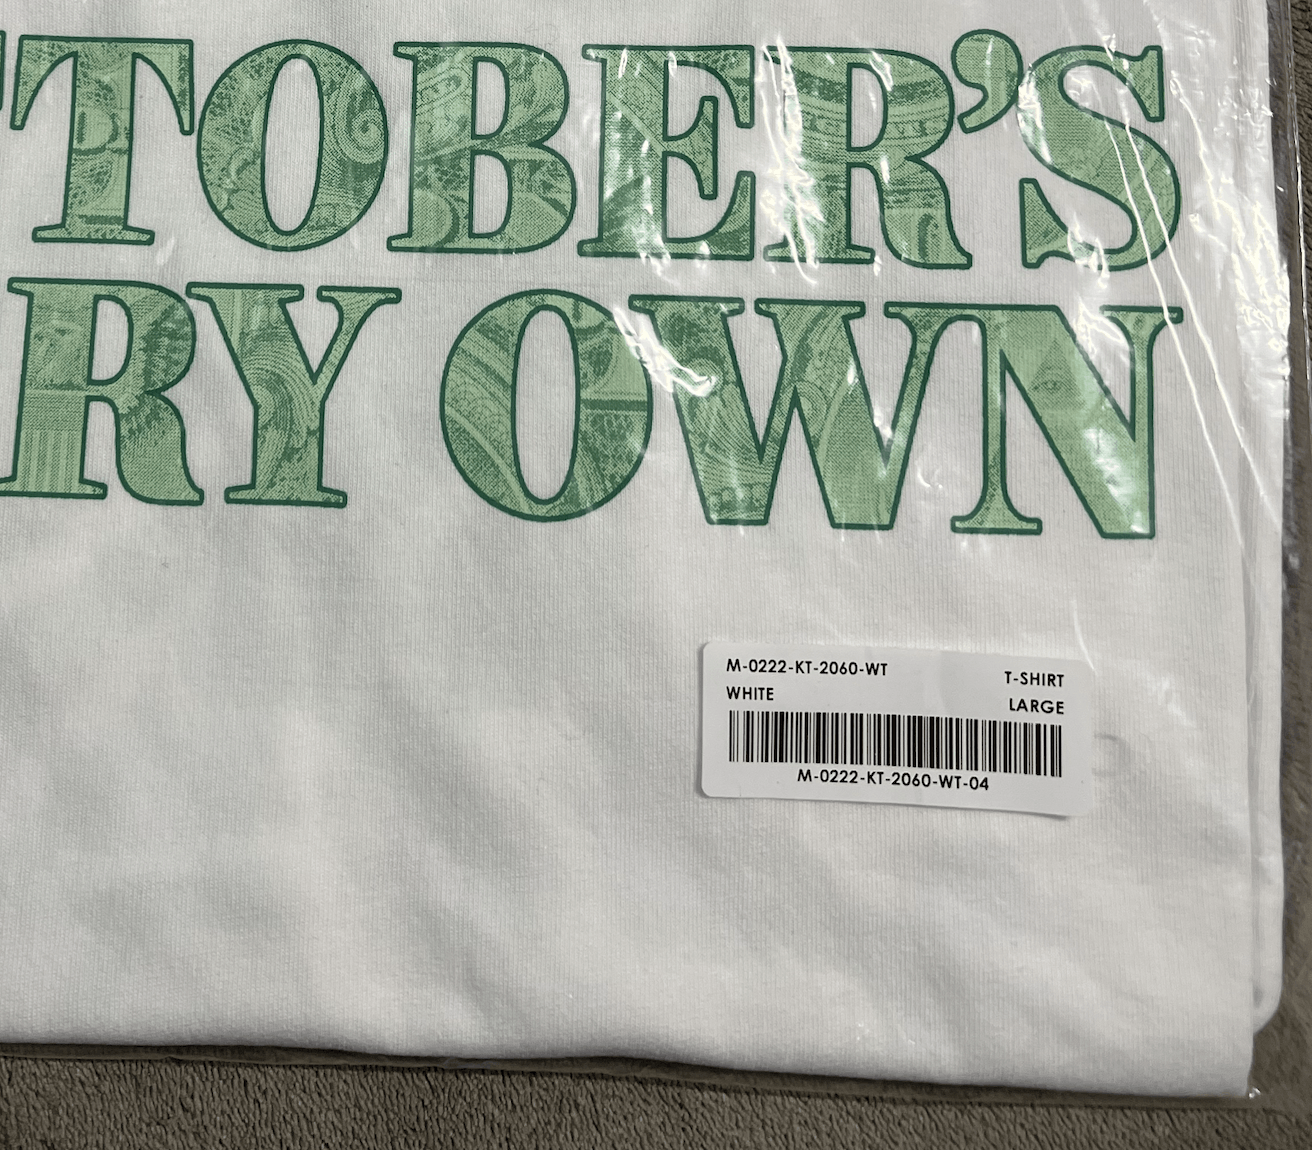 TOBER'S
RY OWN
M-0222-KT-2060-WT
T-SHIRT
WHITE
LARGE
M-0222-KT-2060-WT-04